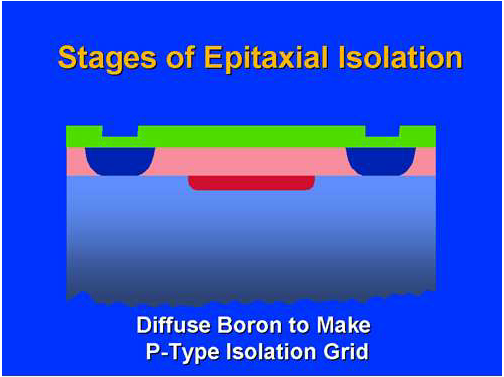 Stages of Epitaxial Isolation
Diffuse Boron to Make
P-Type Isolation Grid